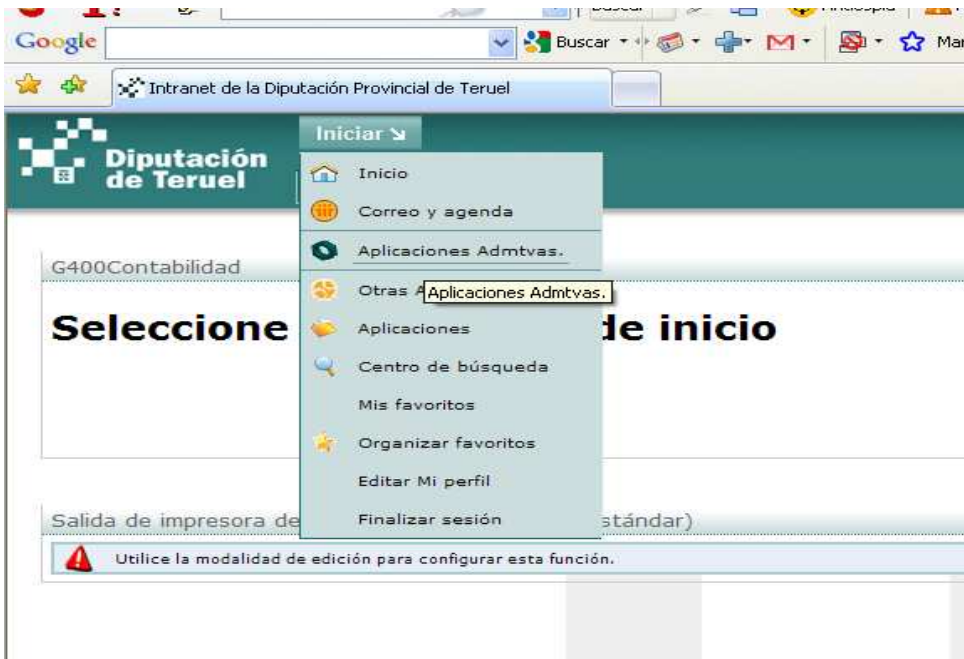 Buscar
Google
Buscar
Mar
Intranet de la Diputación Provincial de Teruel
Iniciar
Diputación
de Teruel
Inicio
Correo y agenda
Aplicaciones Admtvas.
G400Contabilidad
Otras A
Aplicaciones Admtvas.
Seleccione
de inicio
Aplicaciones
Centro de búsqueda
Mis favoritos
Organizar favoritos
Editar Mi perfil
Salida de impresora de
stándar)
Finalizar sesión
Utilice la modalidad de edición para configurar esta función.